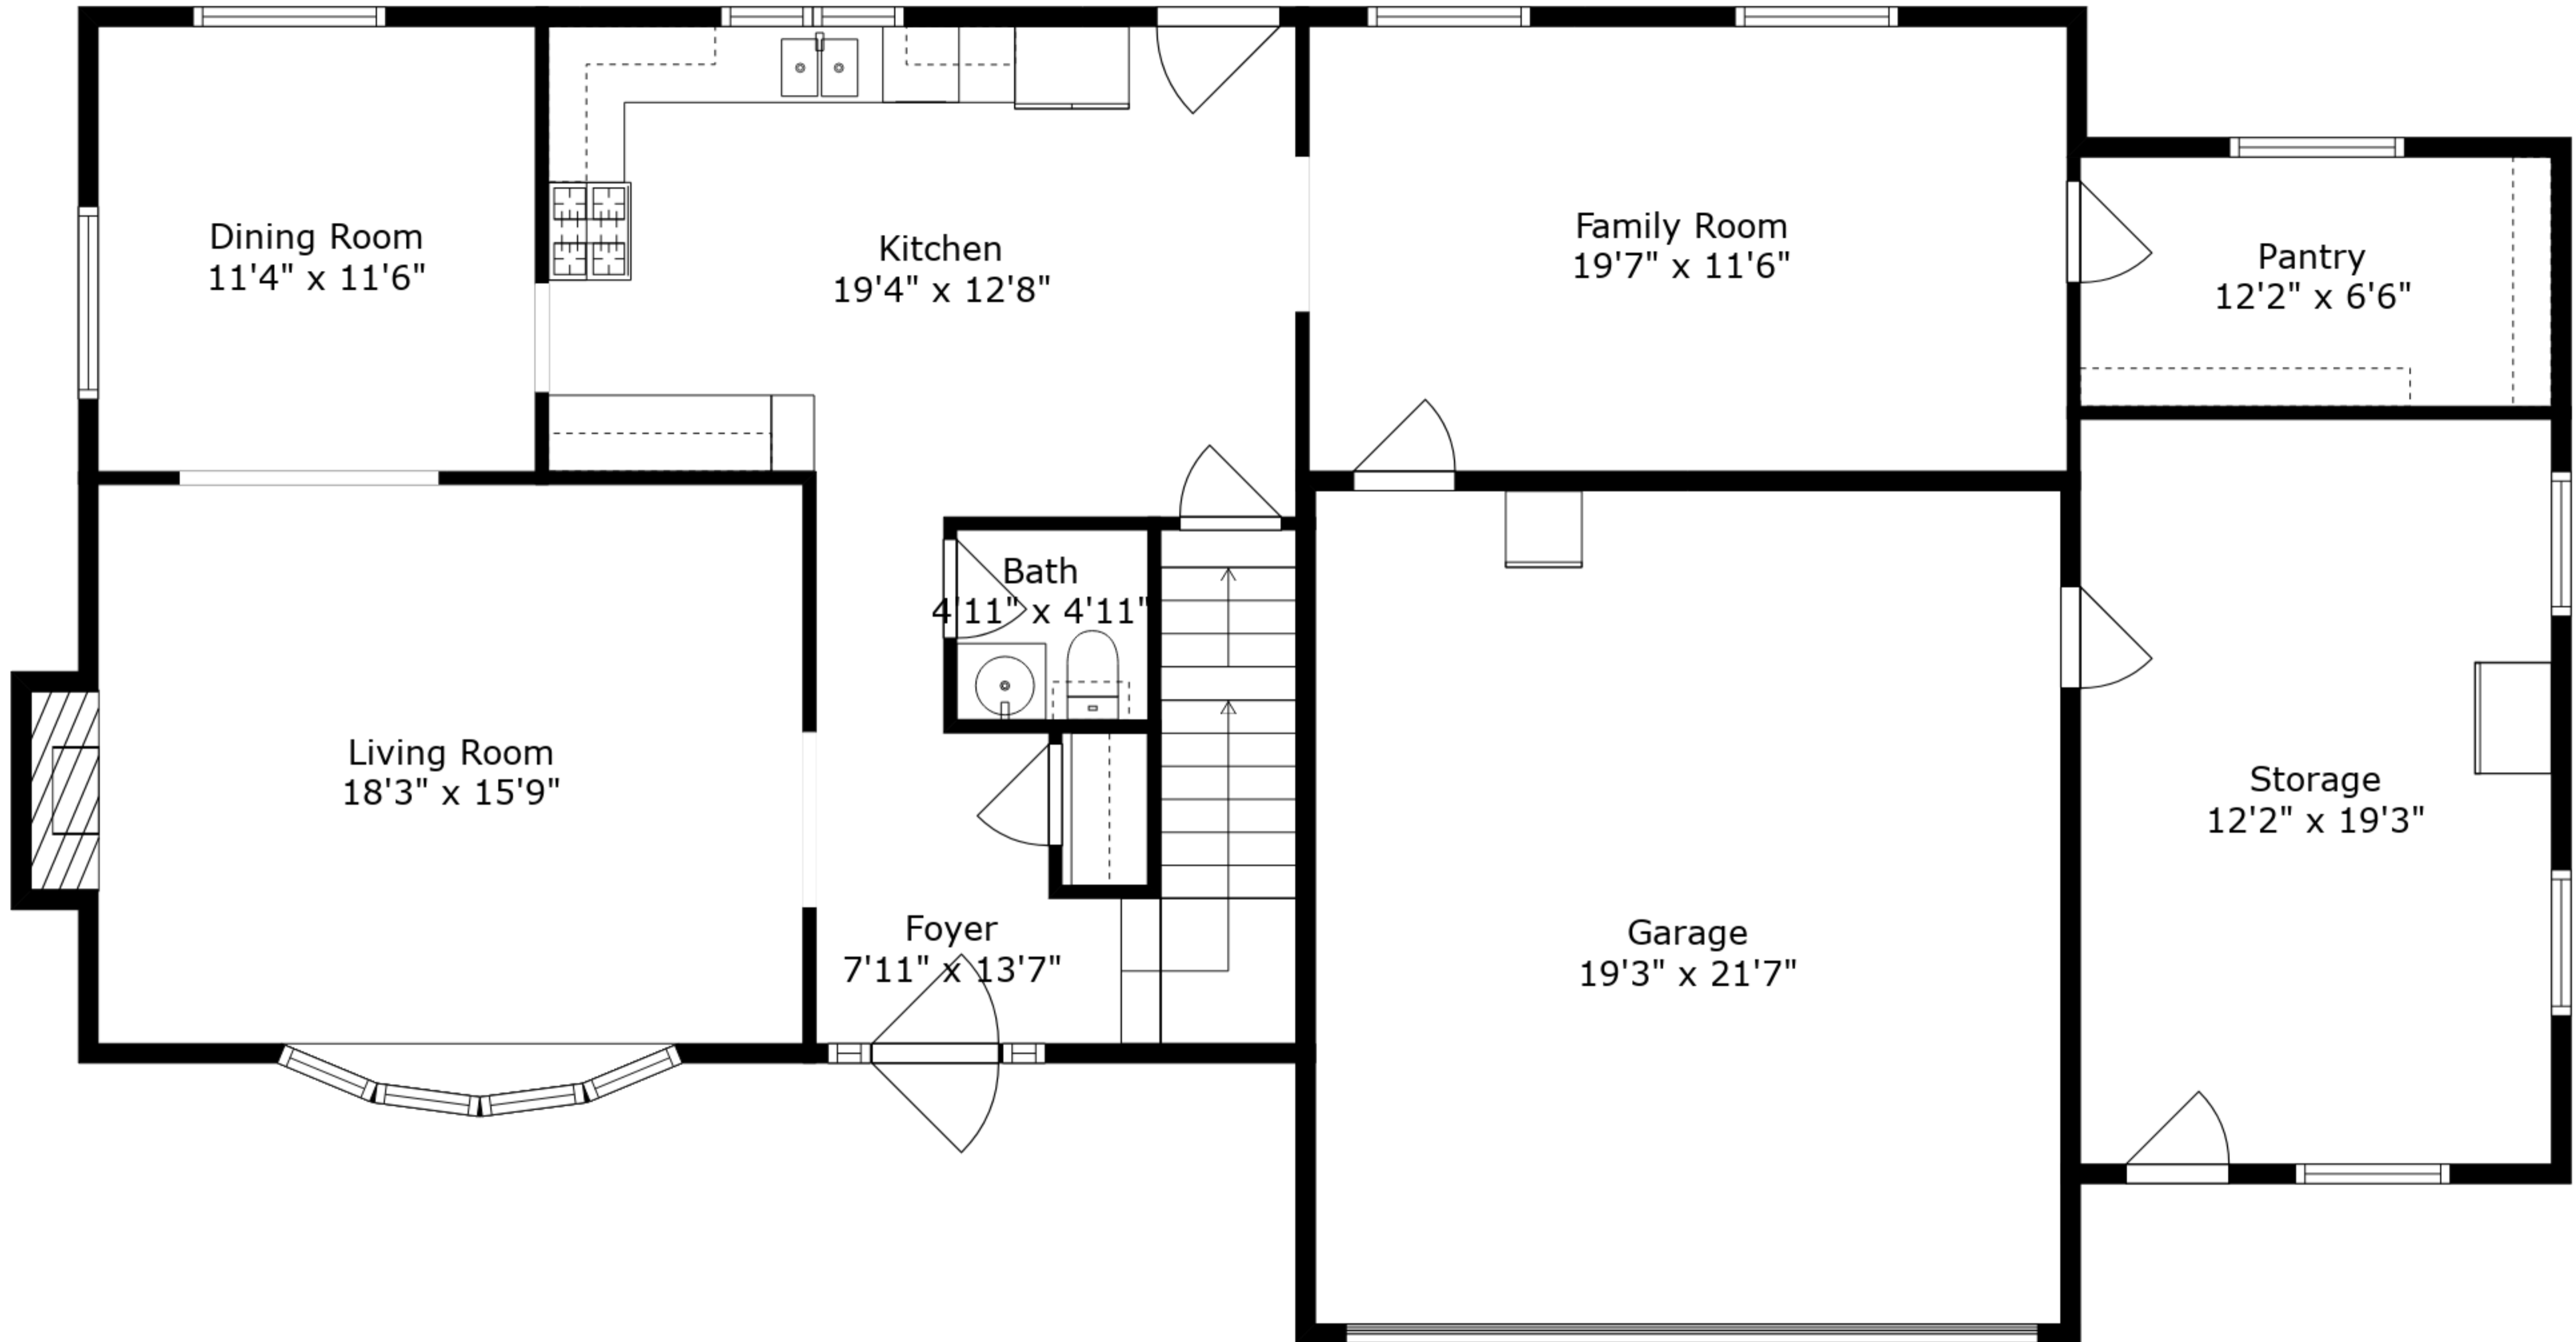 Dining Room
11'4" x 11'6"
Kitchen
19'4" x 12'8"
Family Room
19'7" x 11'6"
Pantry
12'2" x 6'6"
Bath
4'11" x 4'11"
Living Room
18'3" x 15'9"
Storage
12'2" x 19'3"
Foyer
7'11" x 13'7"
Garage
19'3" x 21'7"